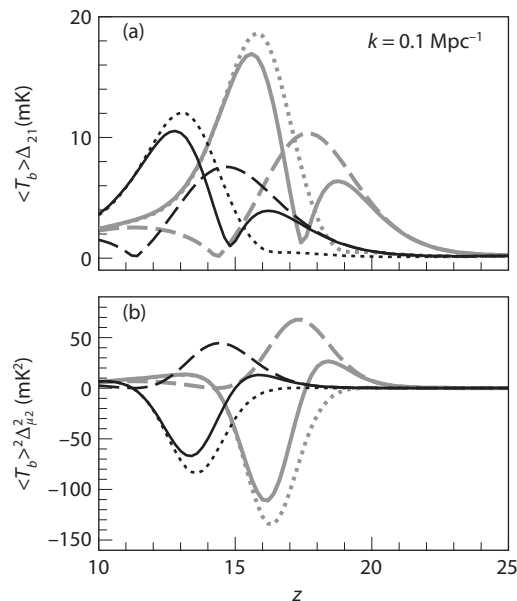 20
(a)
k = 0.1 Mpc⁻¹
10
0
<T_b>Δ₂₁ (mK)
(b)
50
0
−50
−100
−150
<T_b>²Δ²_μ2 (mK²)
10 15 20 25
z